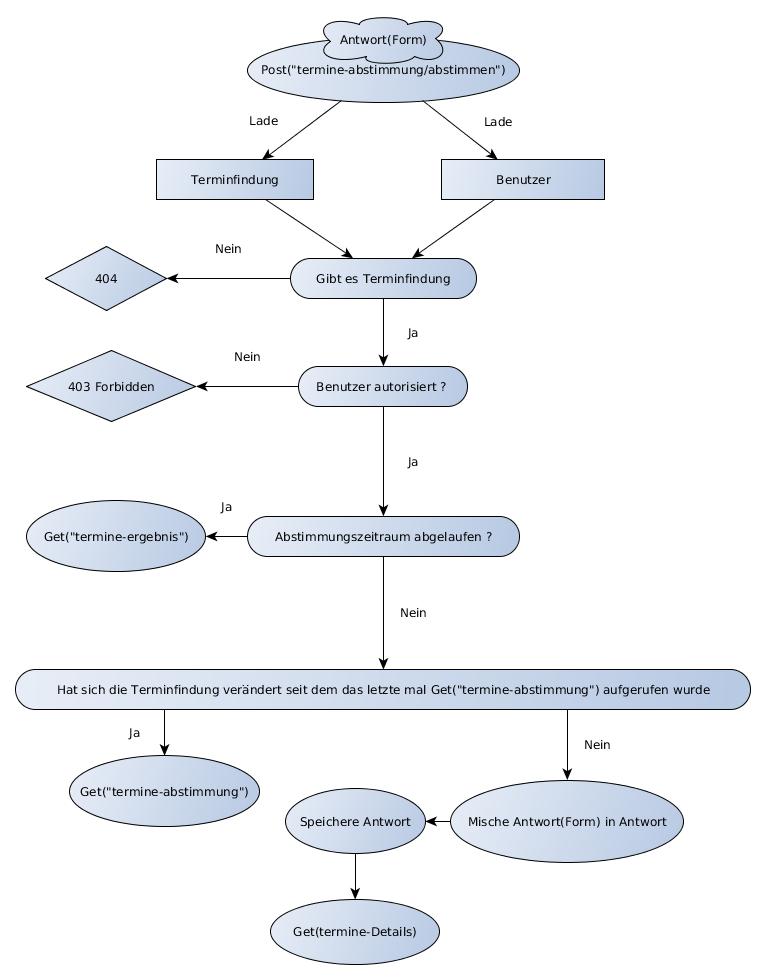 Antwort(Form)
Post("termine-abstimmung/abstimmen")
Lade
Lade
Terminfindung
Benutzer
Nein
404
Gibt es Terminfindung
Ja
Nein
403 Forbidden
Benutzer autorisiert ?
Ja
Ja
Get("termine-ergebnis")
Abstimmungszeitraum abgelaufen ?
Nein
Hat sich die Terminfindung verändert seit dem das letzte mal Get("termine-abstimmung") aufgerufen wurde
Ja
Nein
Get("termine-abstimmung")
Speichere Antwort
Mische Antwort(Form) in Antwort
Get(termine-Details)